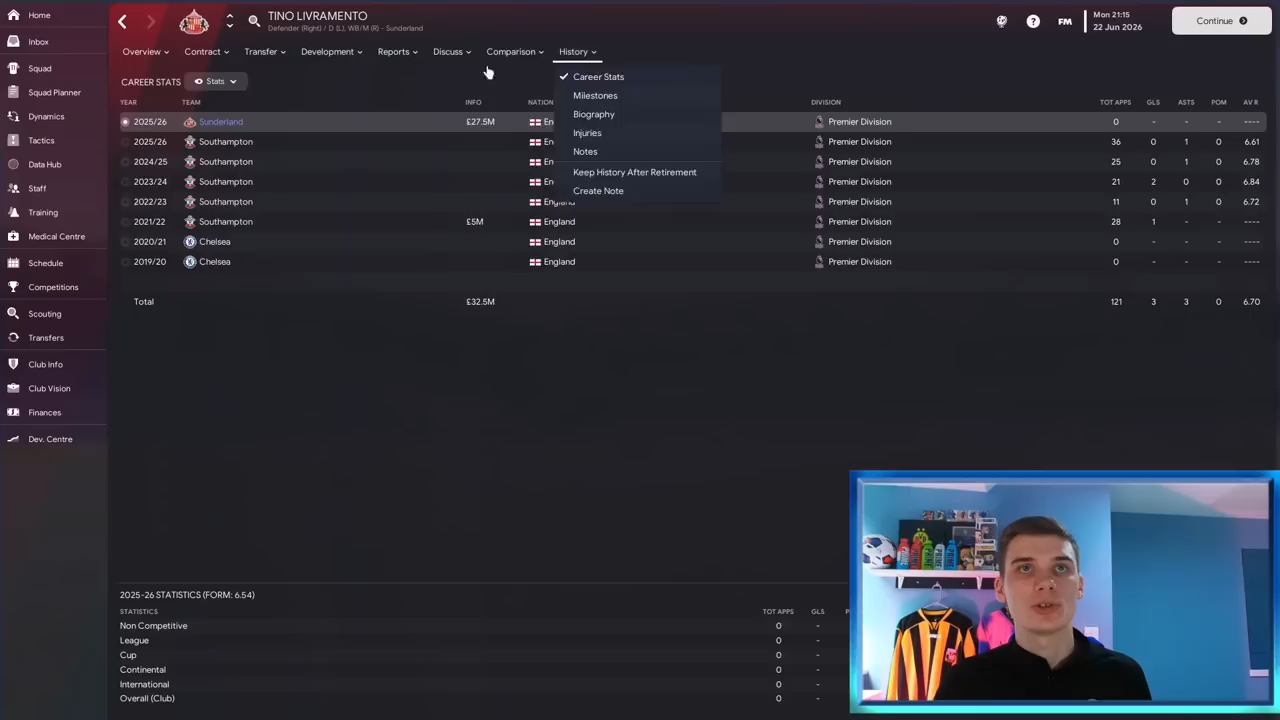 Home
Inbox
Squad
Squad Planner
Dynamics
Tactics
Data Hub
Staff
Training
Medical Centre
Schedule
Competitions
Scouting
Transfers
Club Info
Club Vision
Finances
Dev. Centre
TINO LIVRAMENTO
Defender (Right) / D (L), WB/M (R) - Sunderland
FM
Mon 21:15
22 Jun 2026
Continue
Overview Contract Transfer Development Reports Discuss Comparison History
CAREER STATS Stats
Career Stats
Milestones
Biography
Injuries
Notes
Keep History After Retirement
Create Note
YEAR TEAM INFO NATION DIVISION TOT APPS GLS ASTS POM AV R
2025/26 Sunderland £27.5M En Premier Division 0 - - 0 ----
2025/26 Southampton En Premier Division 36 0 1 0 6.61
2024/25 Southampton En Premier Division 25 0 1 0 6.78
2023/24 Southampton En Premier Division 21 2 0 0 6.84
2022/23 Southampton England Premier Division 11 0 1 0 6.72
2021/22 Southampton £5M England Premier Division 28 1 - - ----
2020/21 Chelsea England Premier Division 0 - - - ----
2019/20 Chelsea England Premier Division 0 - - - ----
Total £32.5M 121 3 3 0 6.70
2025-26 STATISTICS (FORM: 6.54)
STATISTICS TOT APPS GLS P
Non Competitive 0 -
League 0 -
Cup 0 -
Continental 0 -
International 0 -
Overall (Club) 0 -